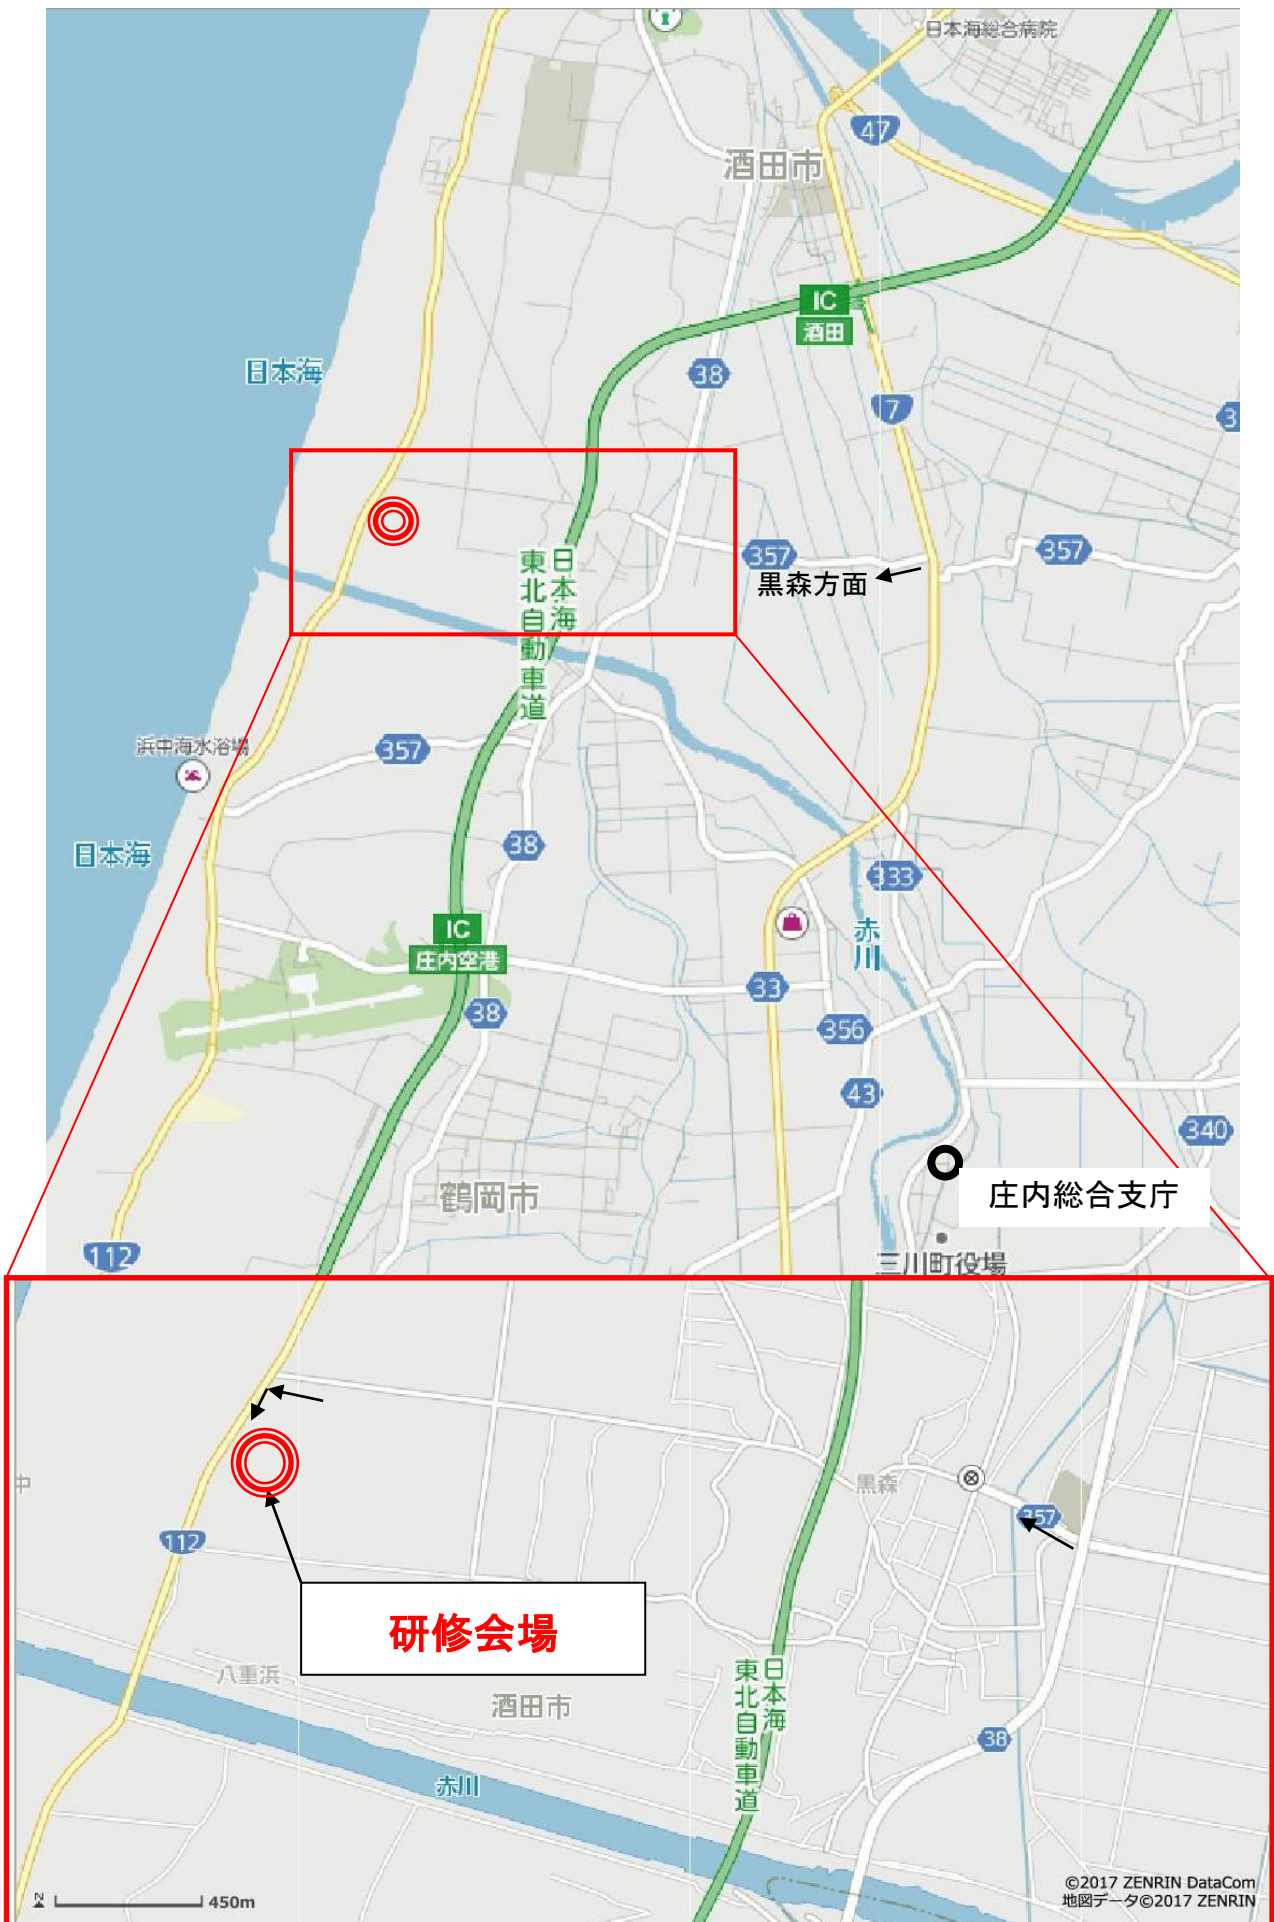 日本海総合病院
47
酒田市
IC
酒田
日本海
38
7
3
357
357
黒森方面
日本海
東北自動車道
浜中海水浴場
357
38
日本海
333
赤川
IC
庄内空港
33
38
356
43
340
鶴岡市
庄内総合支庁
112
三川町役場
中
黒森
357
112
研修会場
八重浜
酒田市
日本海
東北自動車道
38
赤川
N
450m
©2017 ZENRIN DataCom
地図データ©2017 ZENRIN